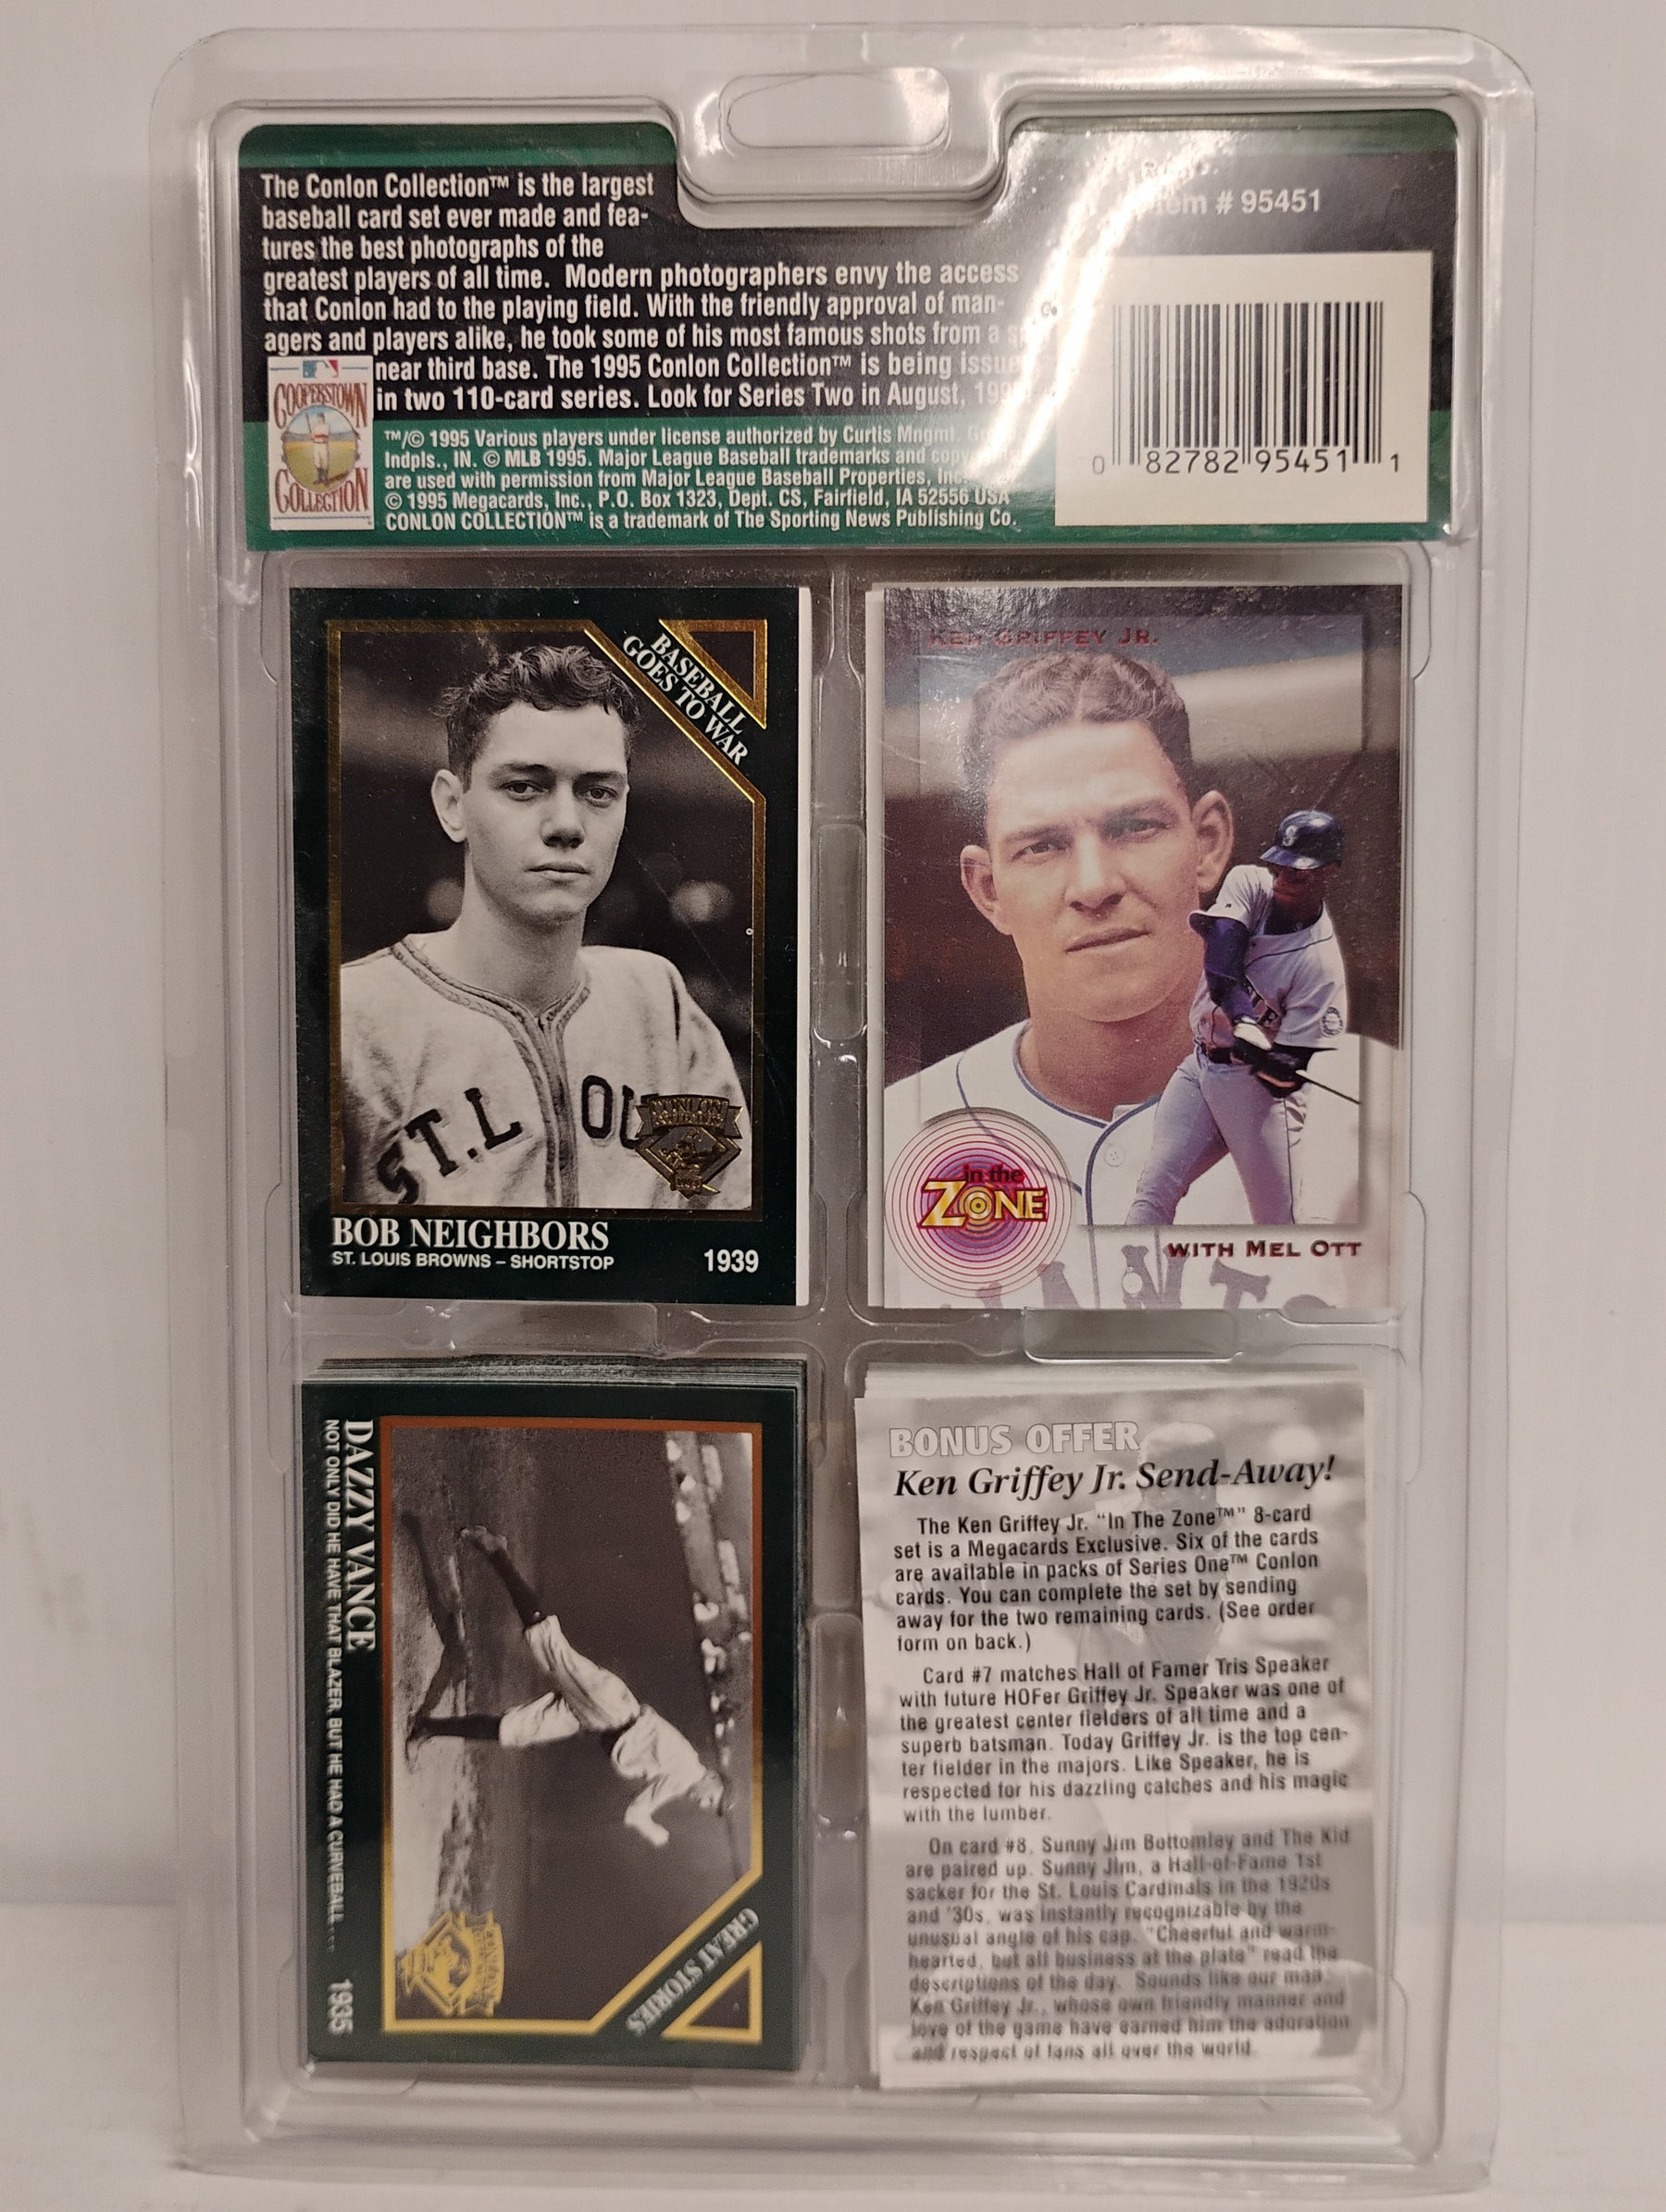 The Conlon Collection™ is the largest
baseball card set ever made and fea-
tures the best photographs of the
greatest players of all time. Modern photographers envy the access
that Conlon had to the playing field. With the friendly approval of man-
agers and players alike, he took some of his most famous shots from a
near third base. The 1995 Conlon Collection™ is being issue
in two 110-card series. Look for Series Two in August,
COOPERSTOWN
COLLECTION
™/© 1995 Various players under license authorized by Curtis Mngmt.
Indpls., IN. © MLB 1995. Major League Baseball trademarks and
are used with permission from Major League Baseball Properties, Inc.
© 1995 Megacards, Inc., P.O. Box 1323, Dept. CS, Fairfield, IA 52556 USA
CONLON COLLECTION™ is a trademark of The Sporting News Publishing Co.
Item # 95451
0 82782 95451 1
BASEBALL
GOES TO WAR
ST. LOU
BOB NEIGHBORS
ST. LOUIS BROWNS – SHORTSTOP
1939
KEN GRIFFEY JR.
in the
ZONE
WITH MEL OTT
DAZZY VANCE
NOT ONLY DID HE HAVE THAT BLAZER, BUT HE HAD A CURVEBALL....
1935
GREAT STORIES
BONUS OFFER
Ken Griffey Jr. Send-Away!
The Ken Griffey Jr. "In The Zone™" 8-card
set is a Megacards Exclusive. Six of the cards
are available in packs of Series One™ Conlon
cards. You can complete the set by sending
away for the two remaining cards. (See order
form on back.)
Card #7 matches Hall of Famer Tris Speaker
with future HOFer Griffey Jr. Speaker was one of
the greatest center fielders of all time and a
superb batsman. Today Griffey Jr. is the top cen-
ter fielder in the majors. Like Speaker, he is
respected for his dazzling catches and his magic
with the lumber.
On card #8, Sunny Jim Bottomley and The Kid
are paired up. Sunny Jim, a Hall-of-Fame 1st
sacker for the St. Louis Cardinals in the 1920s
and '30s, was instantly recognizable by the
unusual angle of his cap. "Cheerful and warm-
hearted, but all business at the plate" read the
descriptions of the day. Sounds like our man,
Ken Griffey Jr., whose own friendly manner and
love of the game have earned him the adoration
and respect of fans all over the world.